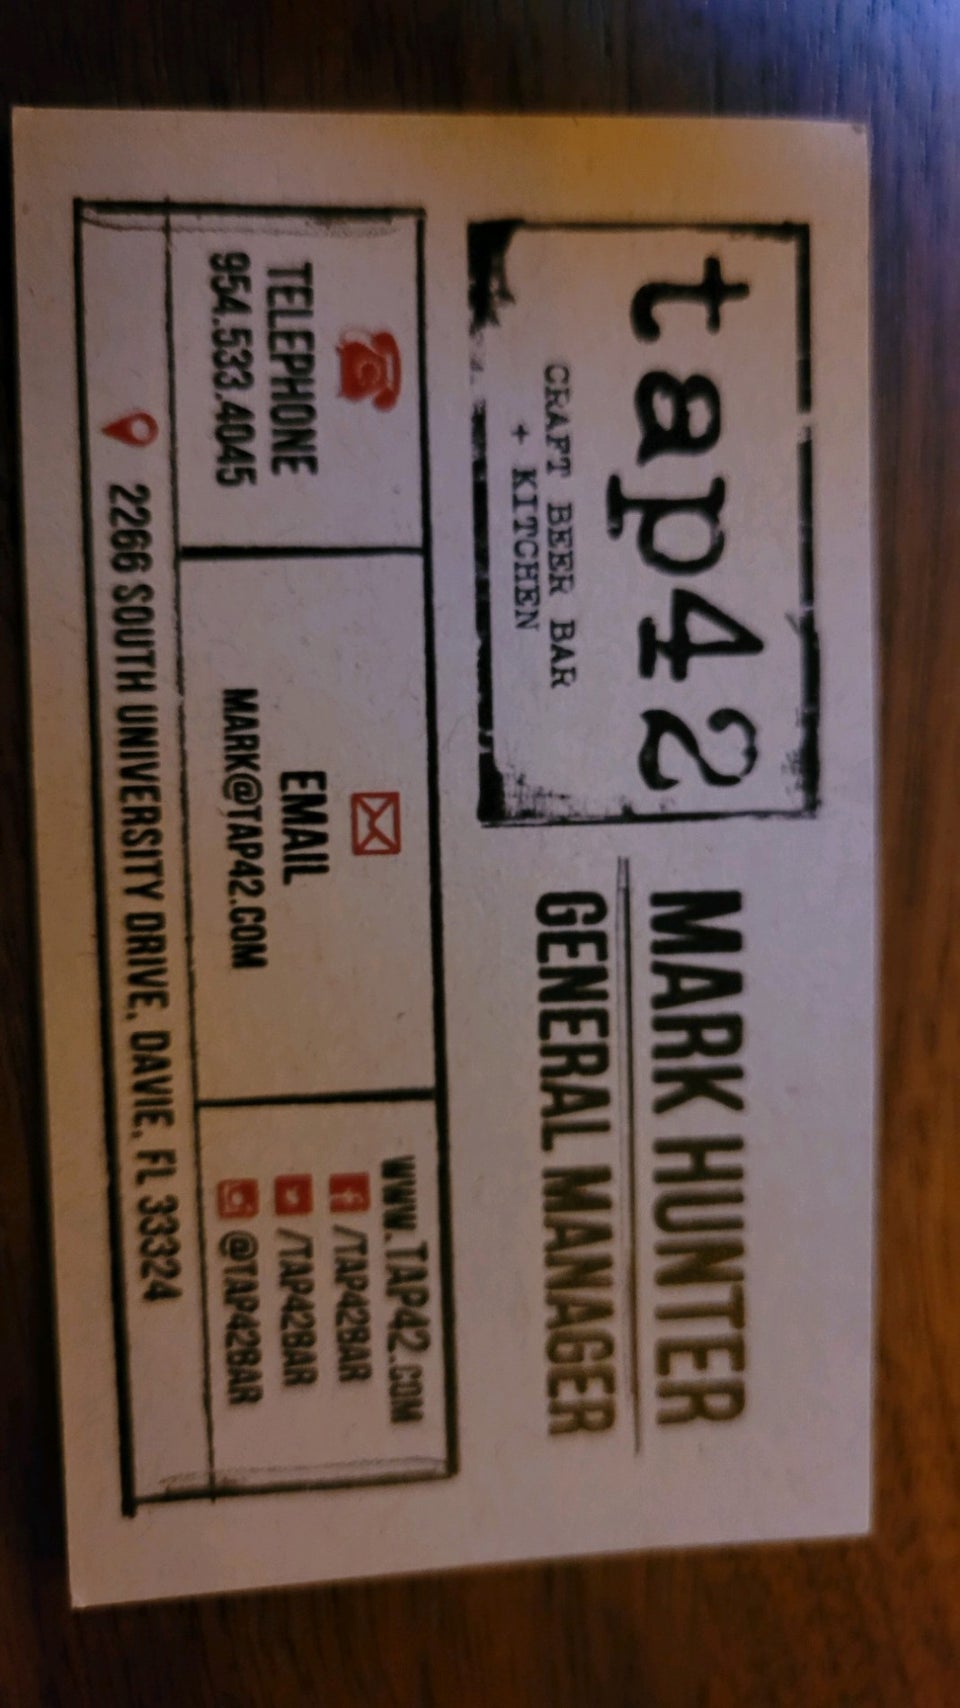 tap42
CRAFT BEER BAR
+ KITCHEN
MARK HUNTER
GENERAL MANAGER
TELEPHONE
954.533.4045
EMAIL
MARK@TAP42.COM
WWW.TAP42.COM
/TAP42BAR
/TAP42BAR
@TAP42BAR
2266 SOUTH UNIVERSITY DRIVE, DAVIE, FL 33324